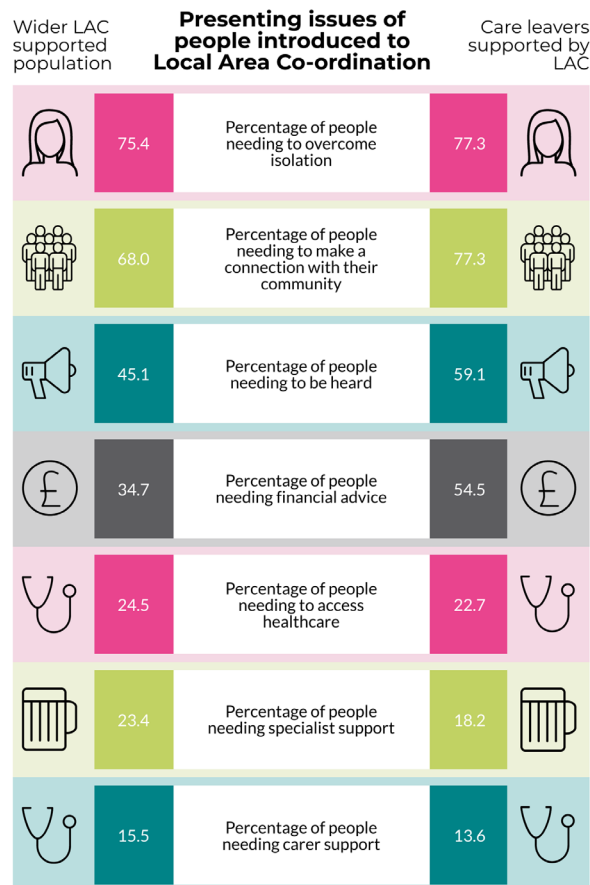 Wider LAC
supported
population
Presenting issues of
people introduced to
Local Area Co-ordination
Care leavers
supported by
LAC
75.4
Percentage of people
needing to overcome
isolation
77.3
68.0
Percentage of people
needing to make a
connection with their
community
77.3
45.1
Percentage of people
needing to be heard
59.1
£
34.7
Percentage of people
needing financial advice
54.5
£
24.5
Percentage of people
needing to access
healthcare
22.7
23.4
Percentage of people
needing specialist support
18.2
15.5
Percentage of people
needing carer support
13.6